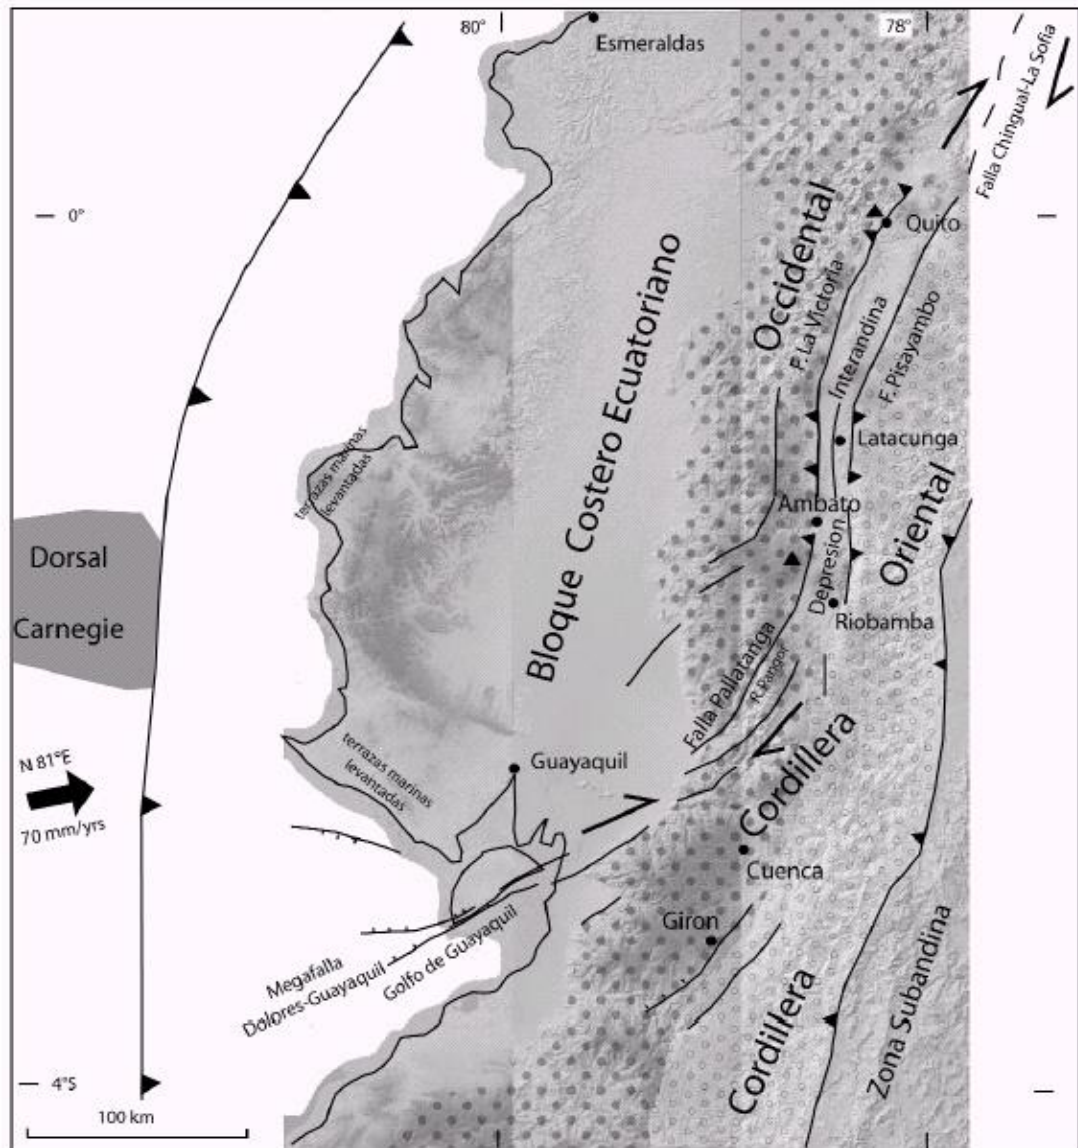 80°
78°
Esmeraldas
Falla Chingual-La Sofia
0°
Quito
Occidental
F. La Victoria
Interandina
F. Pisayambo
Bloque Costero Ecuatoriano
Latacunga
terrazas marinas
levantadas
Ambato
Oriental
Dorsal
Carnegie
Depresion
Riobamba
Falla Pallatanga
R.Pangor
N 81°E
70 mm/yrs
terrazas marinas
levantadas
Guayaquil
Cordillera
Cuenca
Giron
Megafalla
Dolores-Guayaquil
Golfo de Guayaquil
Cordillera
Zona Subandina
4°S
100 km